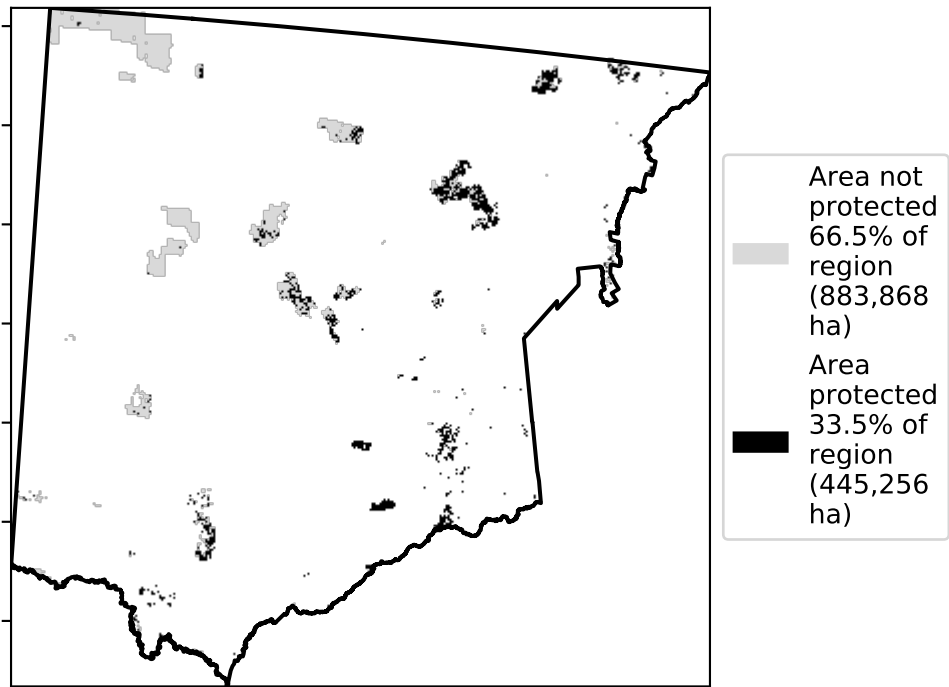 Area not
protected
66.5% of
region
(883,868
ha)
Area
protected
33.5% of
region
(445,256
ha)